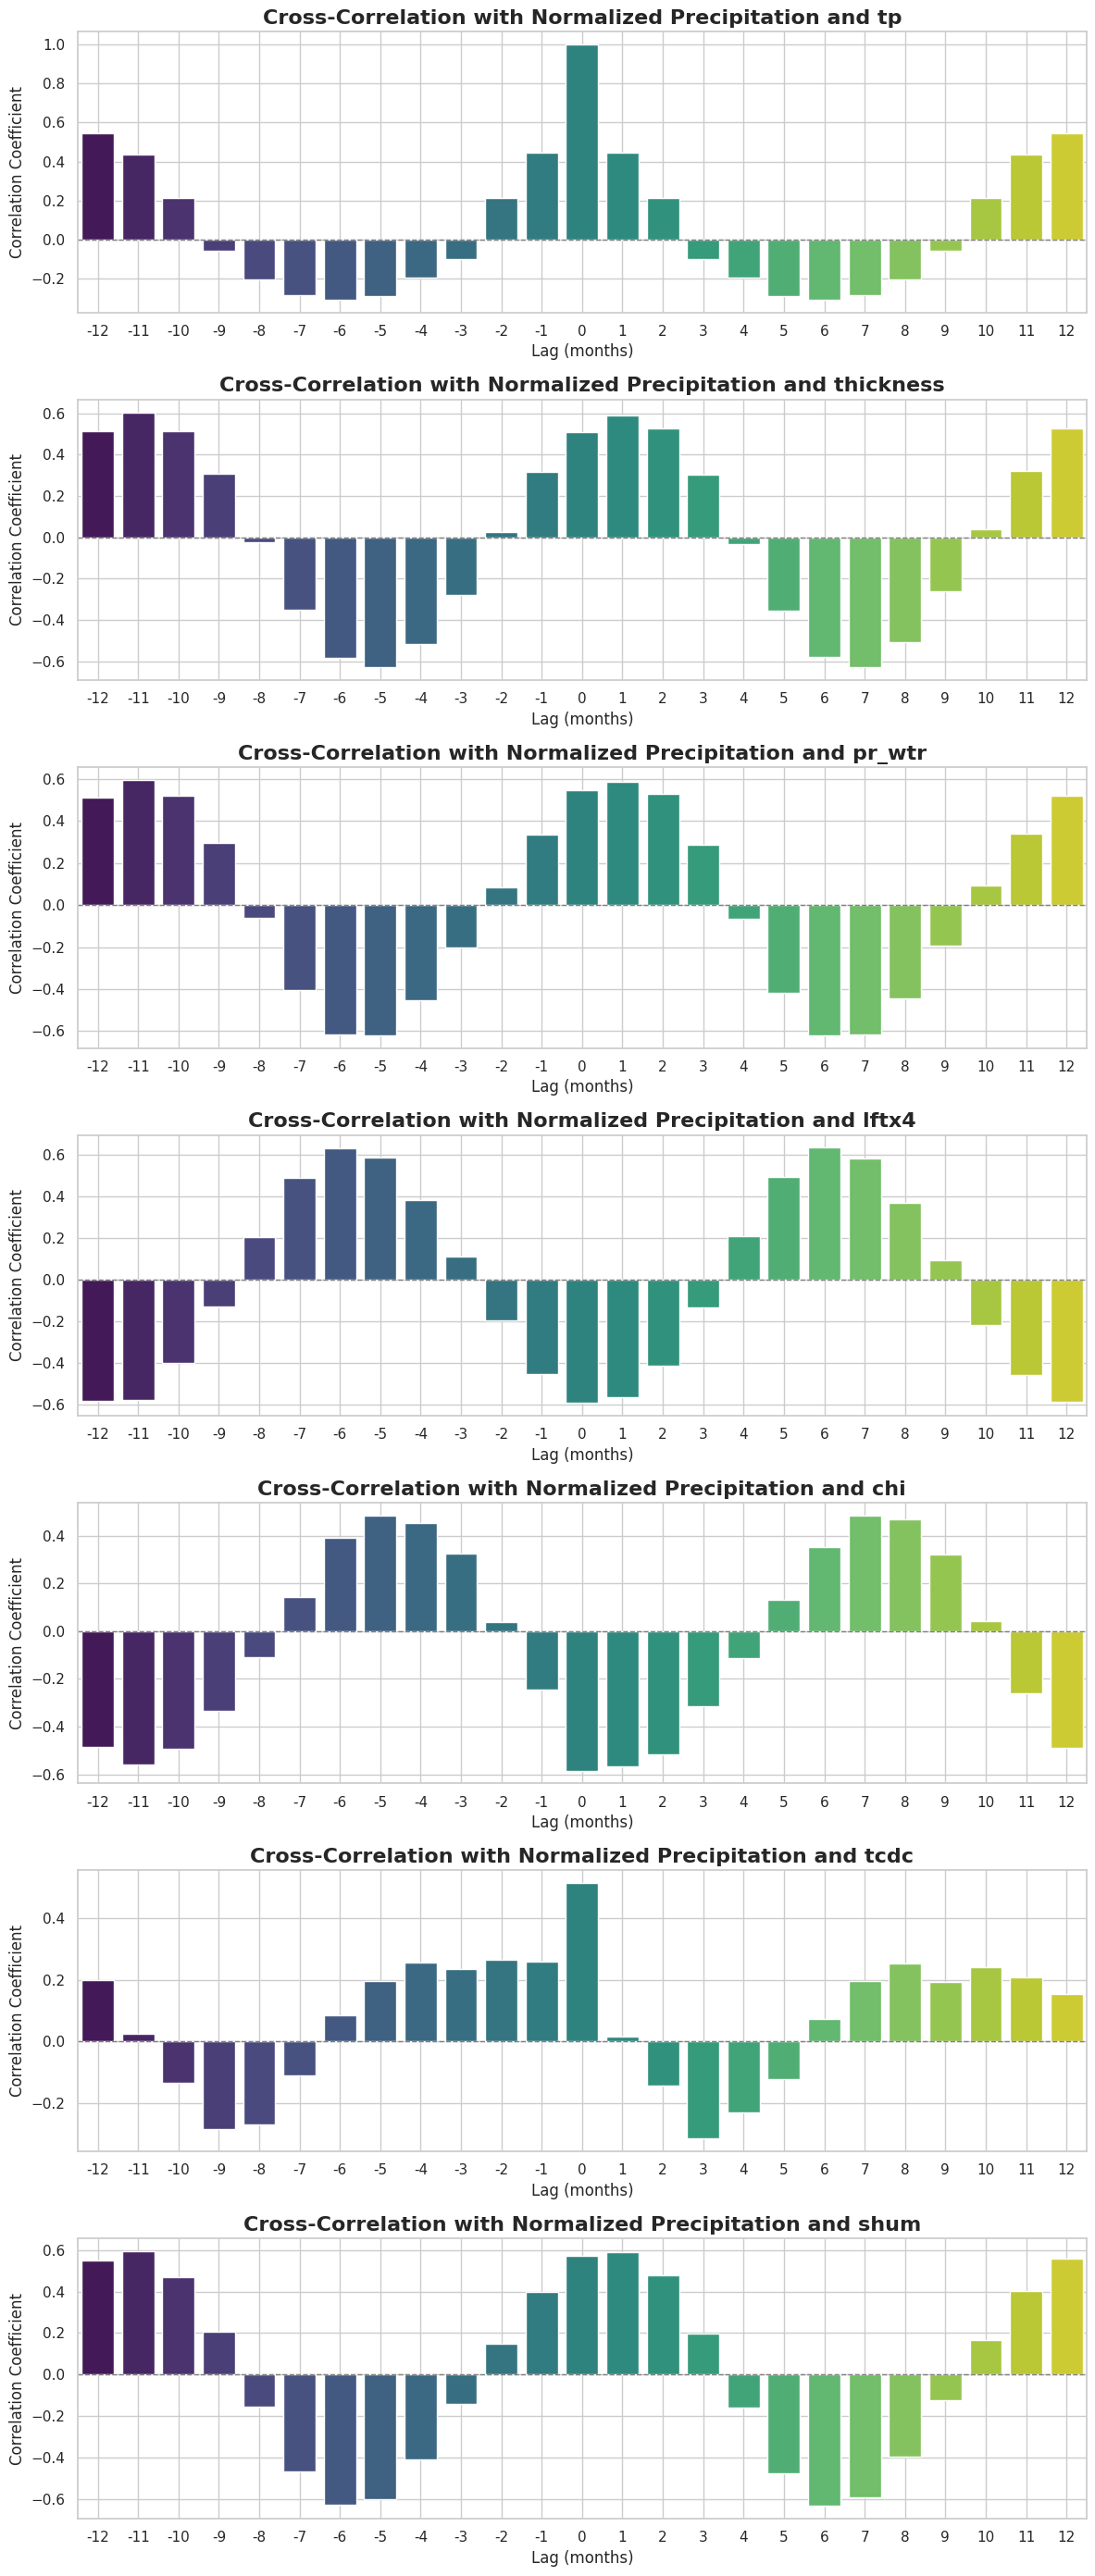 Cross-Correlation with Normalized Precipitation and tp
Correlation Coefficient
1.0
0.8
0.6
0.4
0.2
0.0
−0.2
-12 -11 -10 -9 -8 -7 -6 -5 -4 -3 -2 -1 0 1 2 3 4 5 6 7 8 9 10 11 12
Lag (months)
Cross-Correlation with Normalized Precipitation and thickness
Correlation Coefficient
0.6
0.4
0.2
0.0
−0.2
−0.4
−0.6
-12 -11 -10 -9 -8 -7 -6 -5 -4 -3 -2 -1 0 1 2 3 4 5 6 7 8 9 10 11 12
Lag (months)
Cross-Correlation with Normalized Precipitation and pr_wtr
Correlation Coefficient
0.6
0.4
0.2
0.0
−0.2
−0.4
−0.6
-12 -11 -10 -9 -8 -7 -6 -5 -4 -3 -2 -1 0 1 2 3 4 5 6 7 8 9 10 11 12
Lag (months)
Cross-Correlation with Normalized Precipitation and lftx4
Correlation Coefficient
0.6
0.4
0.2
0.0
−0.2
−0.4
−0.6
-12 -11 -10 -9 -8 -7 -6 -5 -4 -3 -2 -1 0 1 2 3 4 5 6 7 8 9 10 11 12
Lag (months)
Cross-Correlation with Normalized Precipitation and chi
Correlation Coefficient
0.4
0.2
0.0
−0.2
−0.4
−0.6
-12 -11 -10 -9 -8 -7 -6 -5 -4 -3 -2 -1 0 1 2 3 4 5 6 7 8 9 10 11 12
Lag (months)
Cross-Correlation with Normalized Precipitation and tcdc
Correlation Coefficient
0.4
0.2
0.0
−0.2
-12 -11 -10 -9 -8 -7 -6 -5 -4 -3 -2 -1 0 1 2 3 4 5 6 7 8 9 10 11 12
Lag (months)
Cross-Correlation with Normalized Precipitation and shum
Correlation Coefficient
0.6
0.4
0.2
0.0
−0.2
−0.4
−0.6
-12 -11 -10 -9 -8 -7 -6 -5 -4 -3 -2 -1 0 1 2 3 4 5 6 7 8 9 10 11 12
Lag (months)